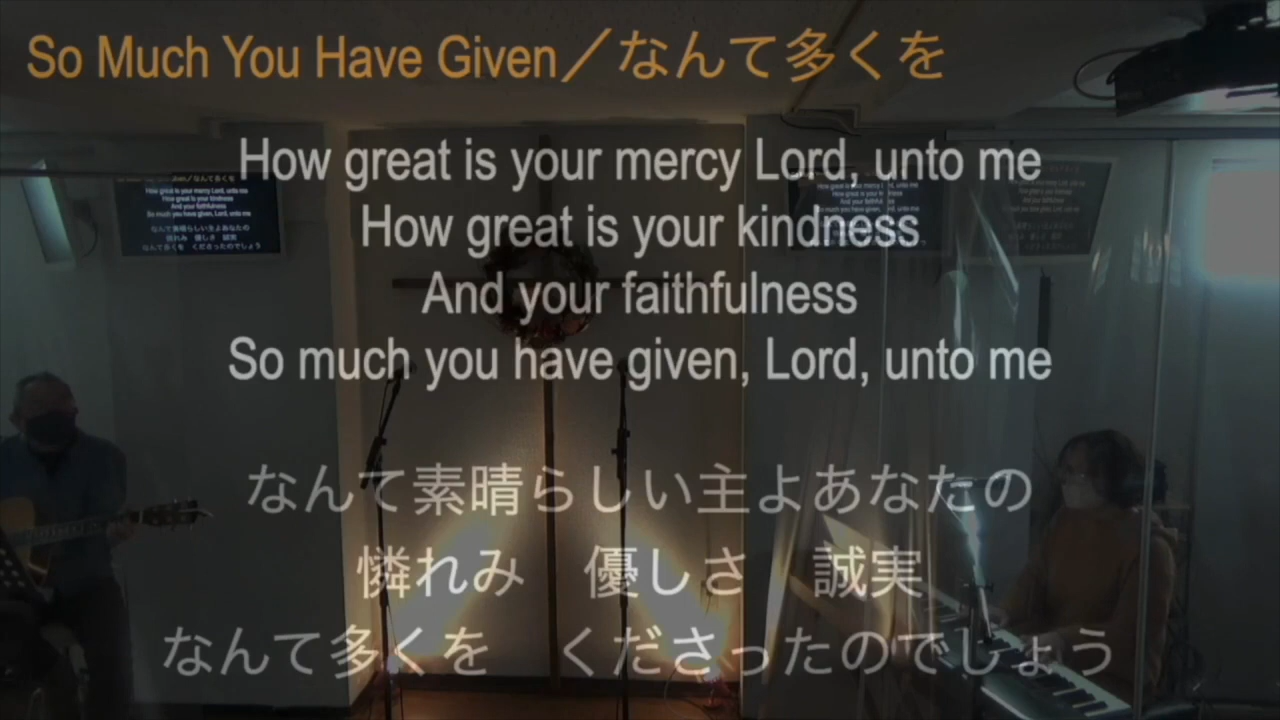 So Much You Have Given／なんて多くを
How great is your mercy Lord, unto me
How great is your kindness
And your faithfulness
So much you have given, Lord, unto me
なんて素晴らしい主よあなたの
憐れみ　優しさ　誠実
なんて多くを　くださったのでしょう